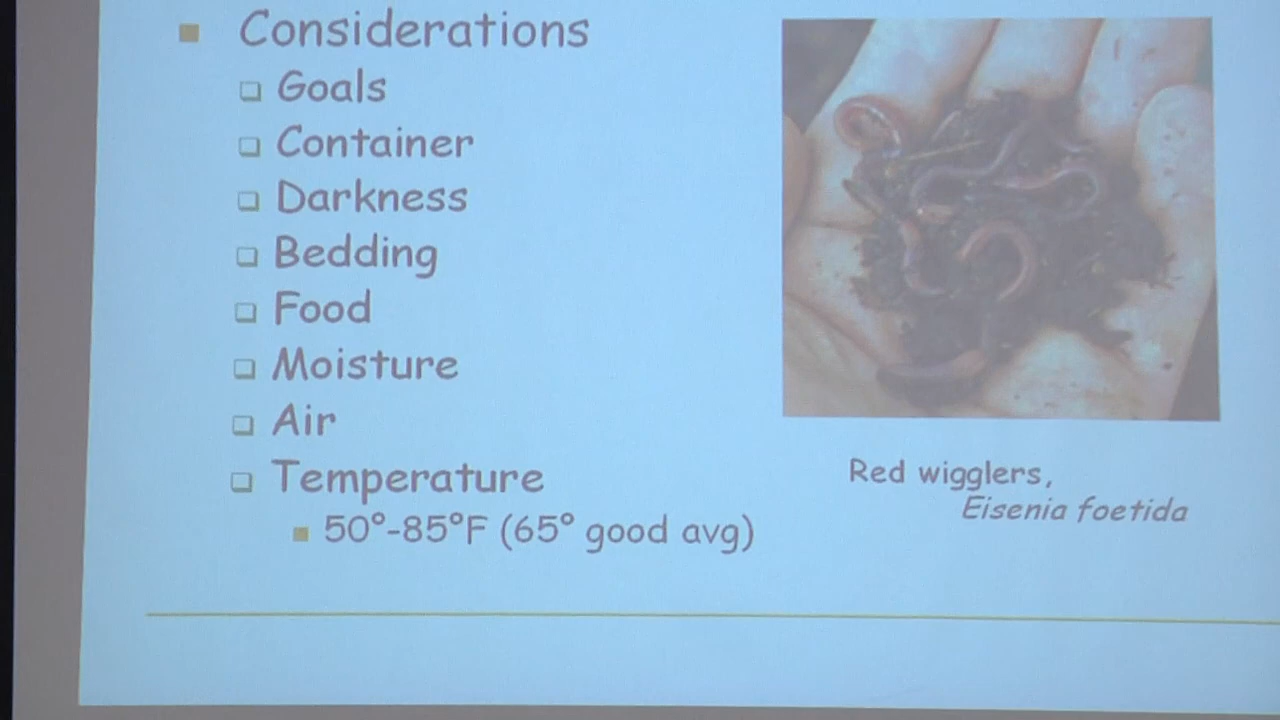 Considerations
Goals
Container
Darkness
Bedding
Food
Moisture
Air
Temperature
50°-85°F (65° good avg)
Red wigglers,
Eisenia foetida